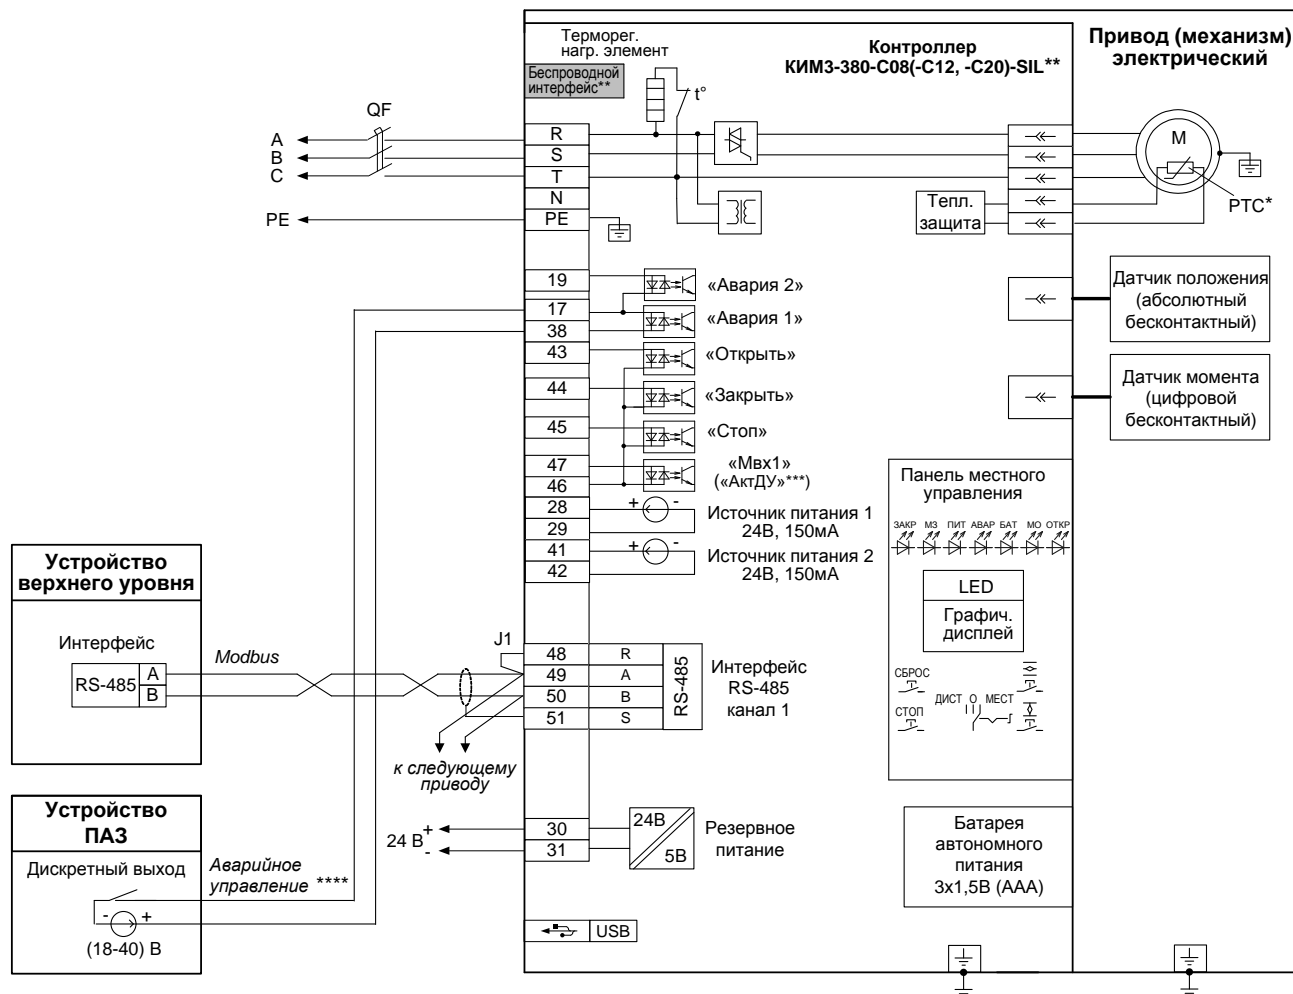 Терморег.
нагр. элемент
Беспроводной
интерфейс**
Контроллер
КИМ3-380-С08(-С12, -С20)-SIL**
Привод (механизм)
электрический
QF
t°
A
B
C
PE
R
S
T
N
PE
Тепл.
защита
M
PTC*
19
17
38
43
44
45
47
46
28
29
41
42
«Авария 2»
«Авария 1»
«Открыть»
«Закрыть»
«Стоп»
«Мвх1»
(«АктДУ»***)
+ -
Источник питания 1
24В, 150мА
+ -
Источник питания 2
24В, 150мА
Датчик положения
(абсолютный
бесконтактный)
Датчик момента
(цифровой
бесконтактный)
Панель местного
управления
ЗАКР МЗ ПИТ АВАР БАТ МО ОТКР
LED
Графич.
дисплей
СБРОС
СТОП
ДИСТ О МЕСТ
Устройство
верхнего уровня
Интерфейс
RS-485
A
B
Modbus
J1
48 R
49 A
50 B
51 S
RS-485
Интерфейс
RS-485
канал 1
к следующему
приводу
Устройство
ПАЗ
Дискретный выход
- +
(18-40) В
Аварийное
управление ****
24 В
+
-
30
31
24В
5В
Резервное
питание
Батарея
автономного
питания
3х1,5В (ААА)
USB